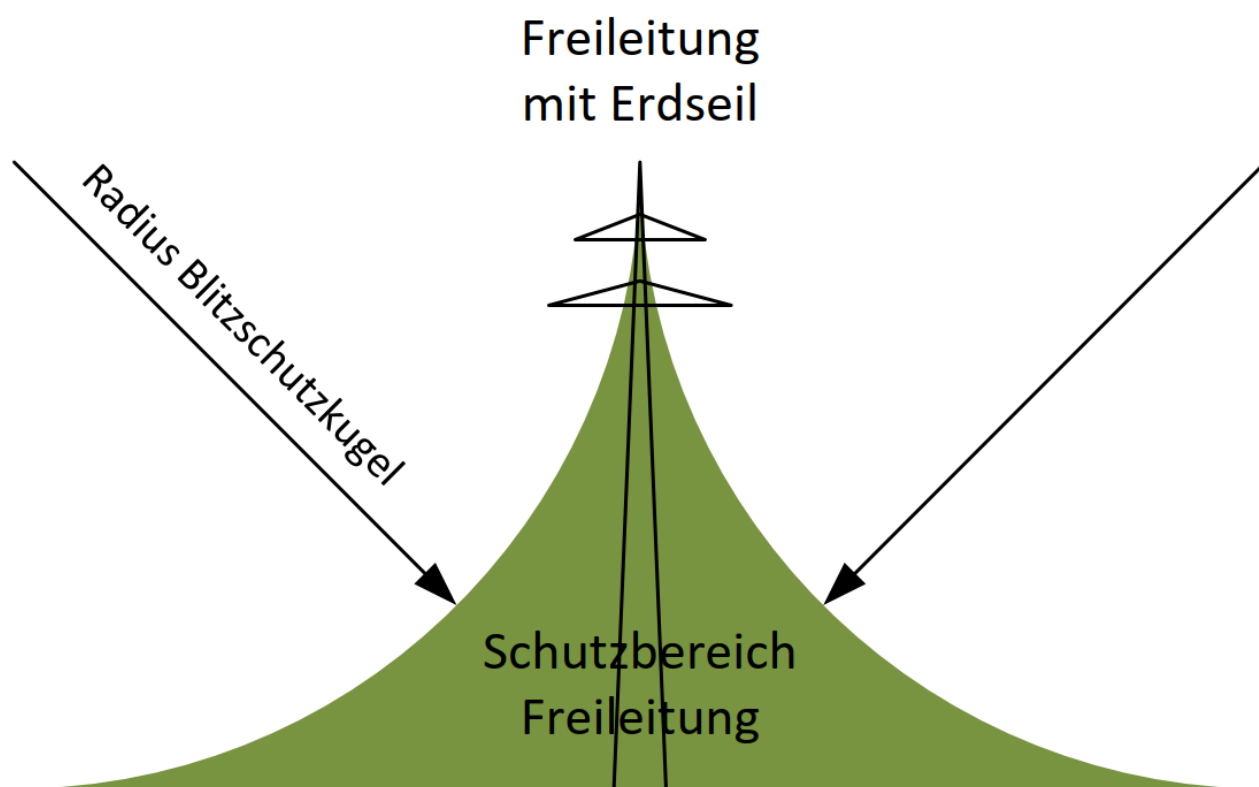 Freileitung
mit Erdseil
Radius Blitzschutzkugel
Schutzbereich
Freileitung